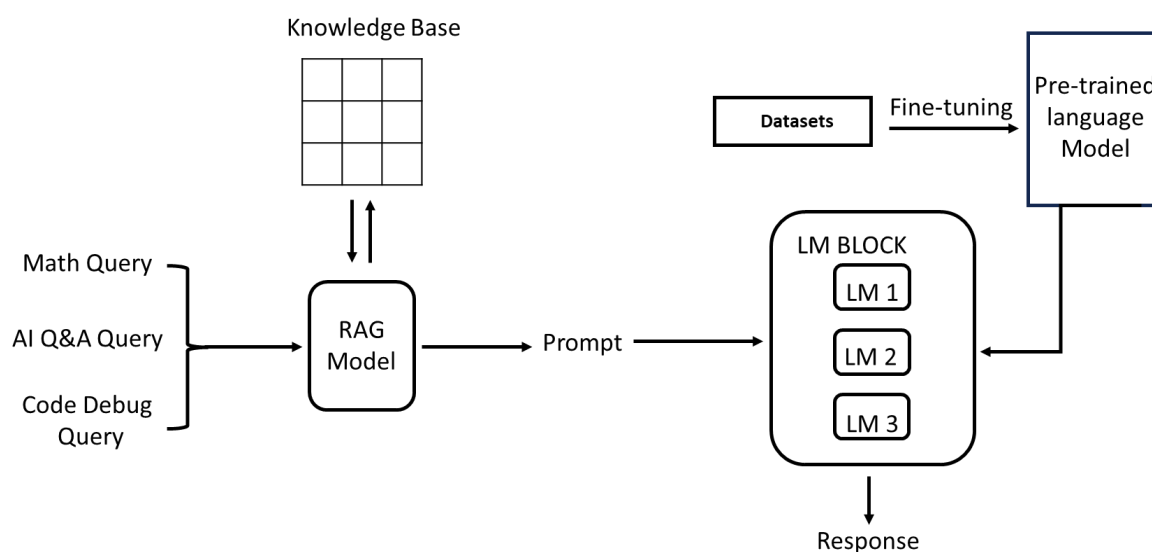 Knowledge Base
Datasets
Fine-tuning
Pre-trained
language
Model
Math Query
AI Q&A Query
Code Debug
Query
RAG
Model
Prompt
LM BLOCK
LM 1
LM 2
LM 3
Response